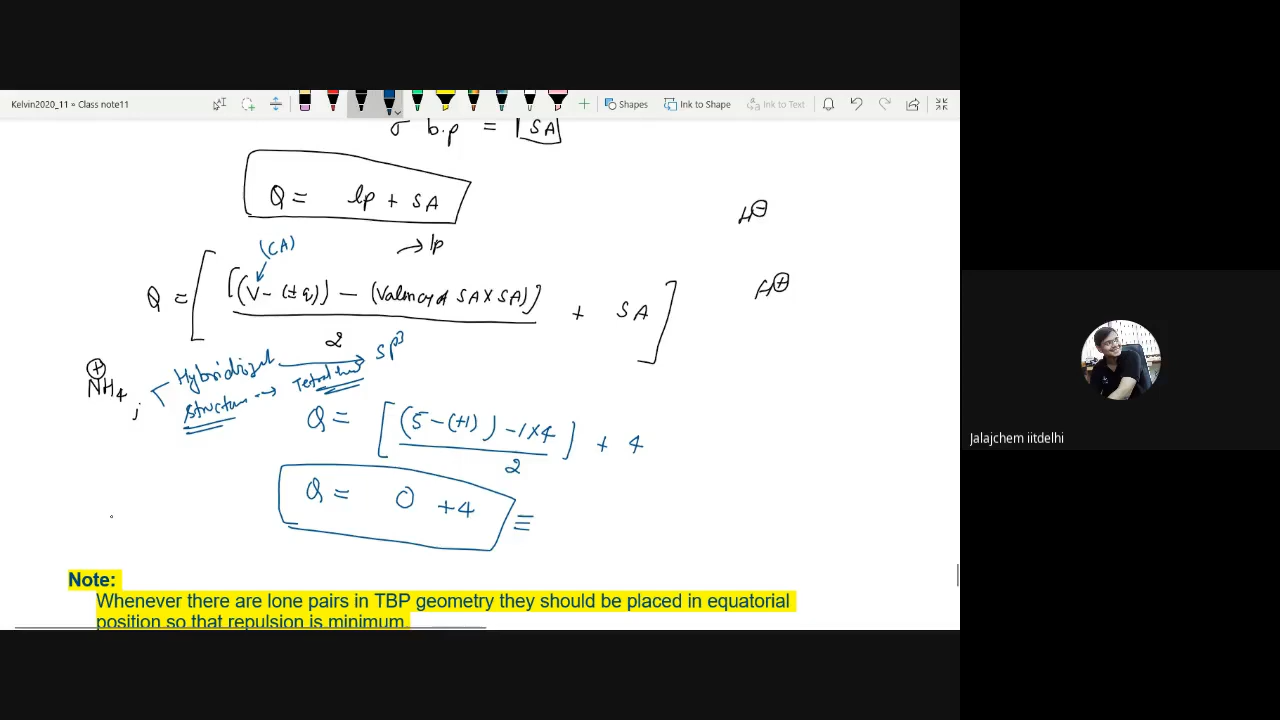 Kelvin2020_11 » Class note11
Shapes
Ink to Shape
Ink to Text
σ b.p = SA
Q = lp + SA
(CA)
→ lp
Q = [ [(V - (± q)) - (Valency of SA X SA)] / 2 + SA ]
H⊖
H⊕
⊕
NH4 ;
Hybridized → SP3
structure → Tetrahedral
Q = [ (5 - (+1)) - 1 X 4 / 2 ] + 4
Q = 0 + 4 ≡
Note:
Whenever there are lone pairs in TBP geometry they should be placed in equatorial
position so that repulsion is minimum.
Jalajchem iitdelhi